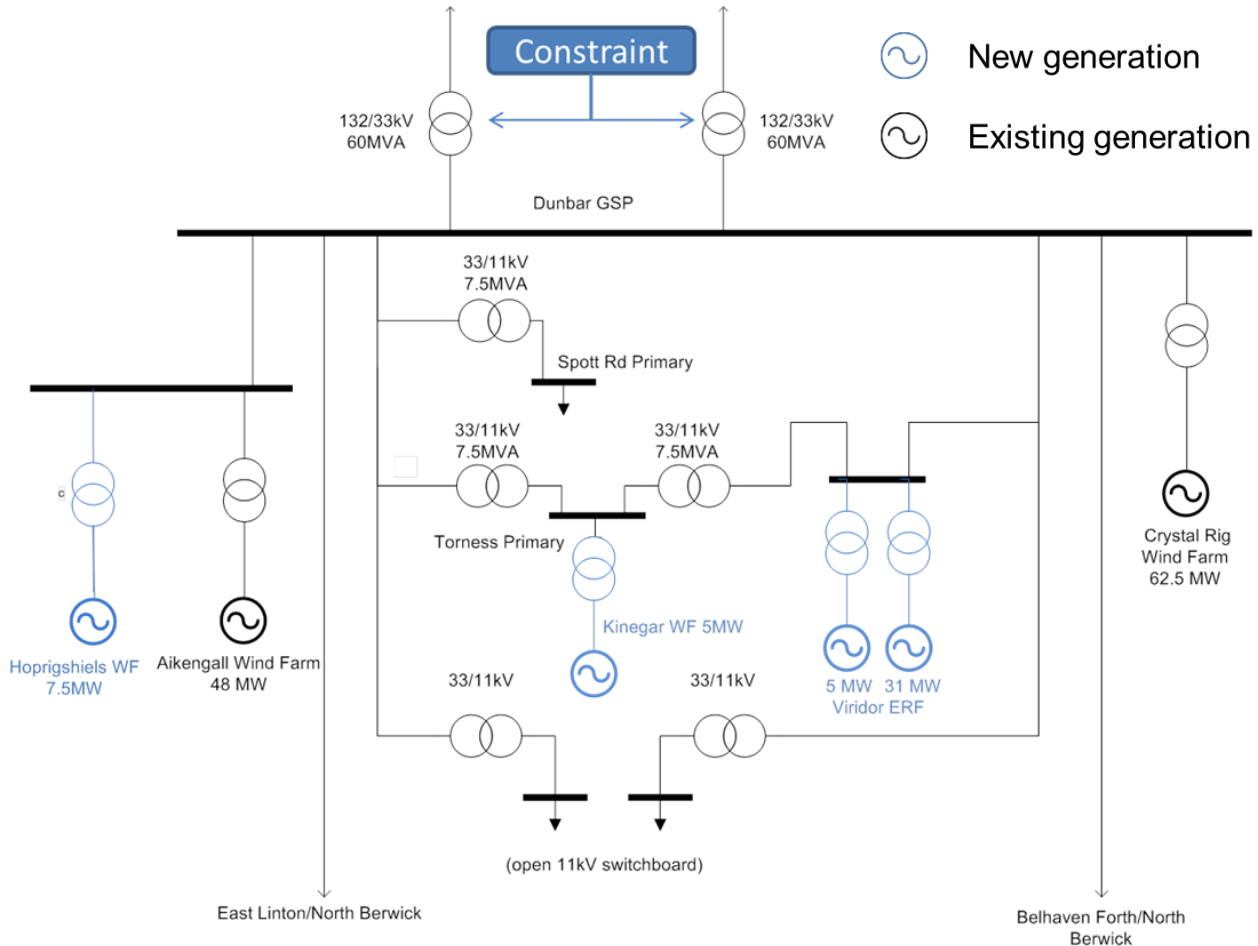 Constraint
New generation
132/33kV
60MVA
132/33kV
60MVA
Existing generation
Dunbar GSP
33/11kV
7.5MVA
Spott Rd Primary
33/11kV
7.5MVA
33/11kV
7.5MVA
c
Torness Primary
Crystal Rig
Wind Farm
62.5 MW
Kinegar WF 5MW
Hoprigshiels WF
7.5MW
Aikengall Wind Farm
48 MW
5 MW
31 MW
Viridor ERF
33/11kV
33/11kV
(open 11kV switchboard)
East Linton/North Berwick
Belhaven Forth/North
Berwick